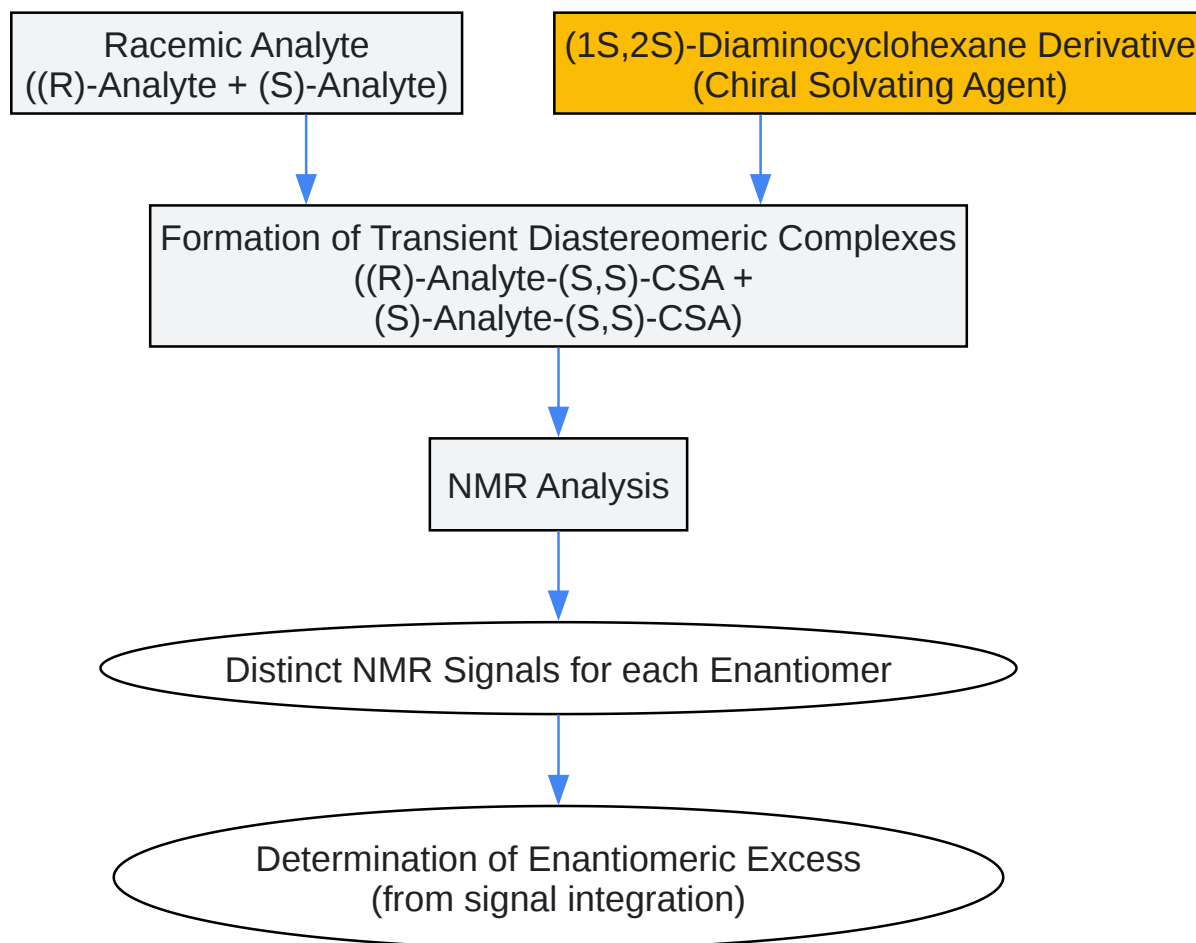 Racemic Analyte
((R)-Analyte + (S)-Analyte)
(1S,2S)-Diaminocyclohexane Derivative
(Chiral Solvating Agent)
Formation of Transient Diastereomeric Complexes
((R)-Analyte-(S,S)-CSA +
(S)-Analyte-(S,S)-CSA)
NMR Analysis
Distinct NMR Signals for each Enantiomer
Determination of Enantiomeric Excess
(from signal integration)